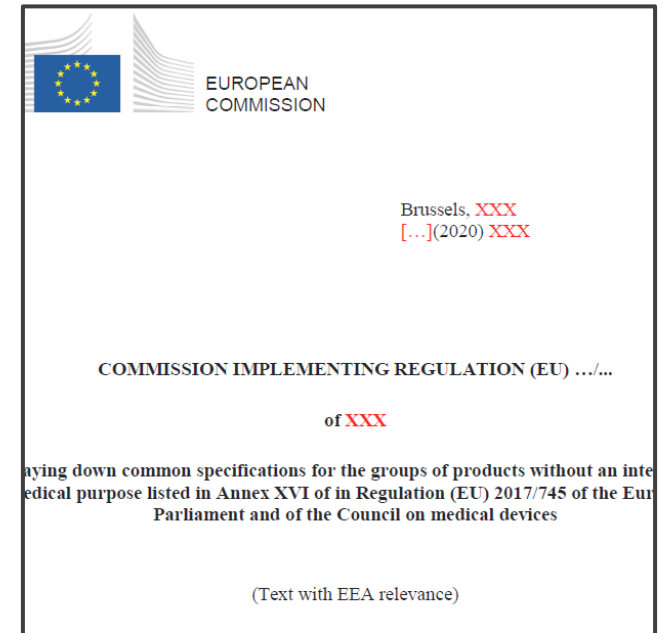 EUROPEAN
COMMISSION
Brussels, XXX
[…](2020) XXX
COMMISSION IMPLEMENTING REGULATION (EU) …/...
of XXX
aying down common specifications for the groups of products without an inte
edical purpose listed in Annex XVI of in Regulation (EU) 2017/745 of the Eur
Parliament and of the Council on medical devices
(Text with EEA relevance)